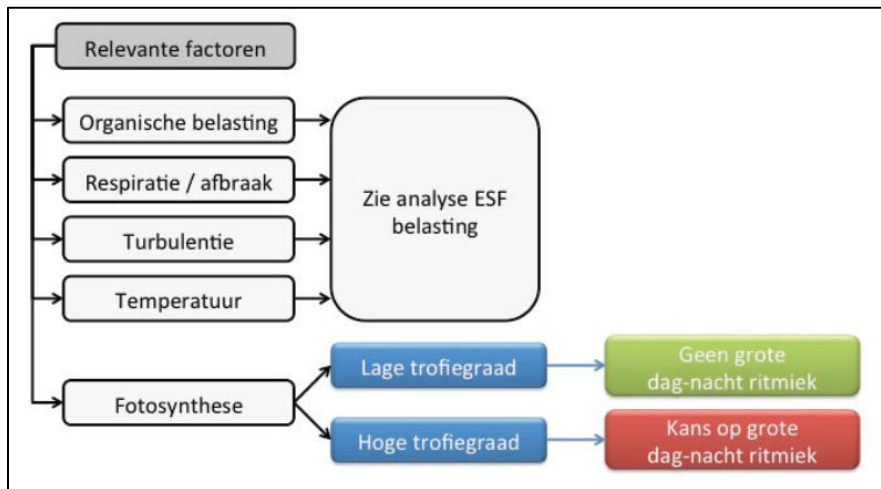 Relevante factoren
Organische belasting
Respiratie / afbraak
Turbulentie
Temperatuur
Zie analyse ESF
belasting
Fotosynthese
Lage trofiegraad
Hoge trofiegraad
Geen grote
dag-nacht ritmiek
Kans op grote
dag-nacht ritmiek